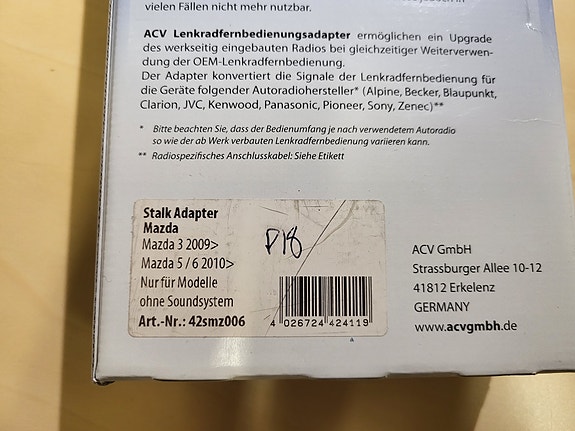 vielen Fällen nicht mehr nutzbar.
ACV Lenkradfernbedienungsadapter ermöglichen ein Upgrade
des werkseitig eingebauten Radios bei gleichzeitiger Weiterverwen-
dung der OEM-Lenkradfernbedienung.
Der Adapter konvertiert die Signale der Lenkradfernbedienung für
die Geräte folgender Autoradiohersteller* (Alpine, Becker, Blaupunkt,
Clarion, JVC, Kenwood, Panasonic, Pioneer, Sony, Zenec)**
* Bitte beachten Sie, dass der Bedienumfang je nach verwendetem Autoradio
so wie der ab Werk verbauten Lenkradfernbedienung variieren kann.
** Radiospezifisches Anschlusskabel: Siehe Etikett
Stalk Adapter
Mazda
Mazda 3 2009>
Mazda 5 / 6 2010>
Nur für Modelle
ohne Soundsystem
Art.-Nr.: 42smz006
P18
4 026724 424119
ACV GmbH
Strassburger Allee 10-12
41812 Erkelenz
GERMANY
www.acvgmbh.de